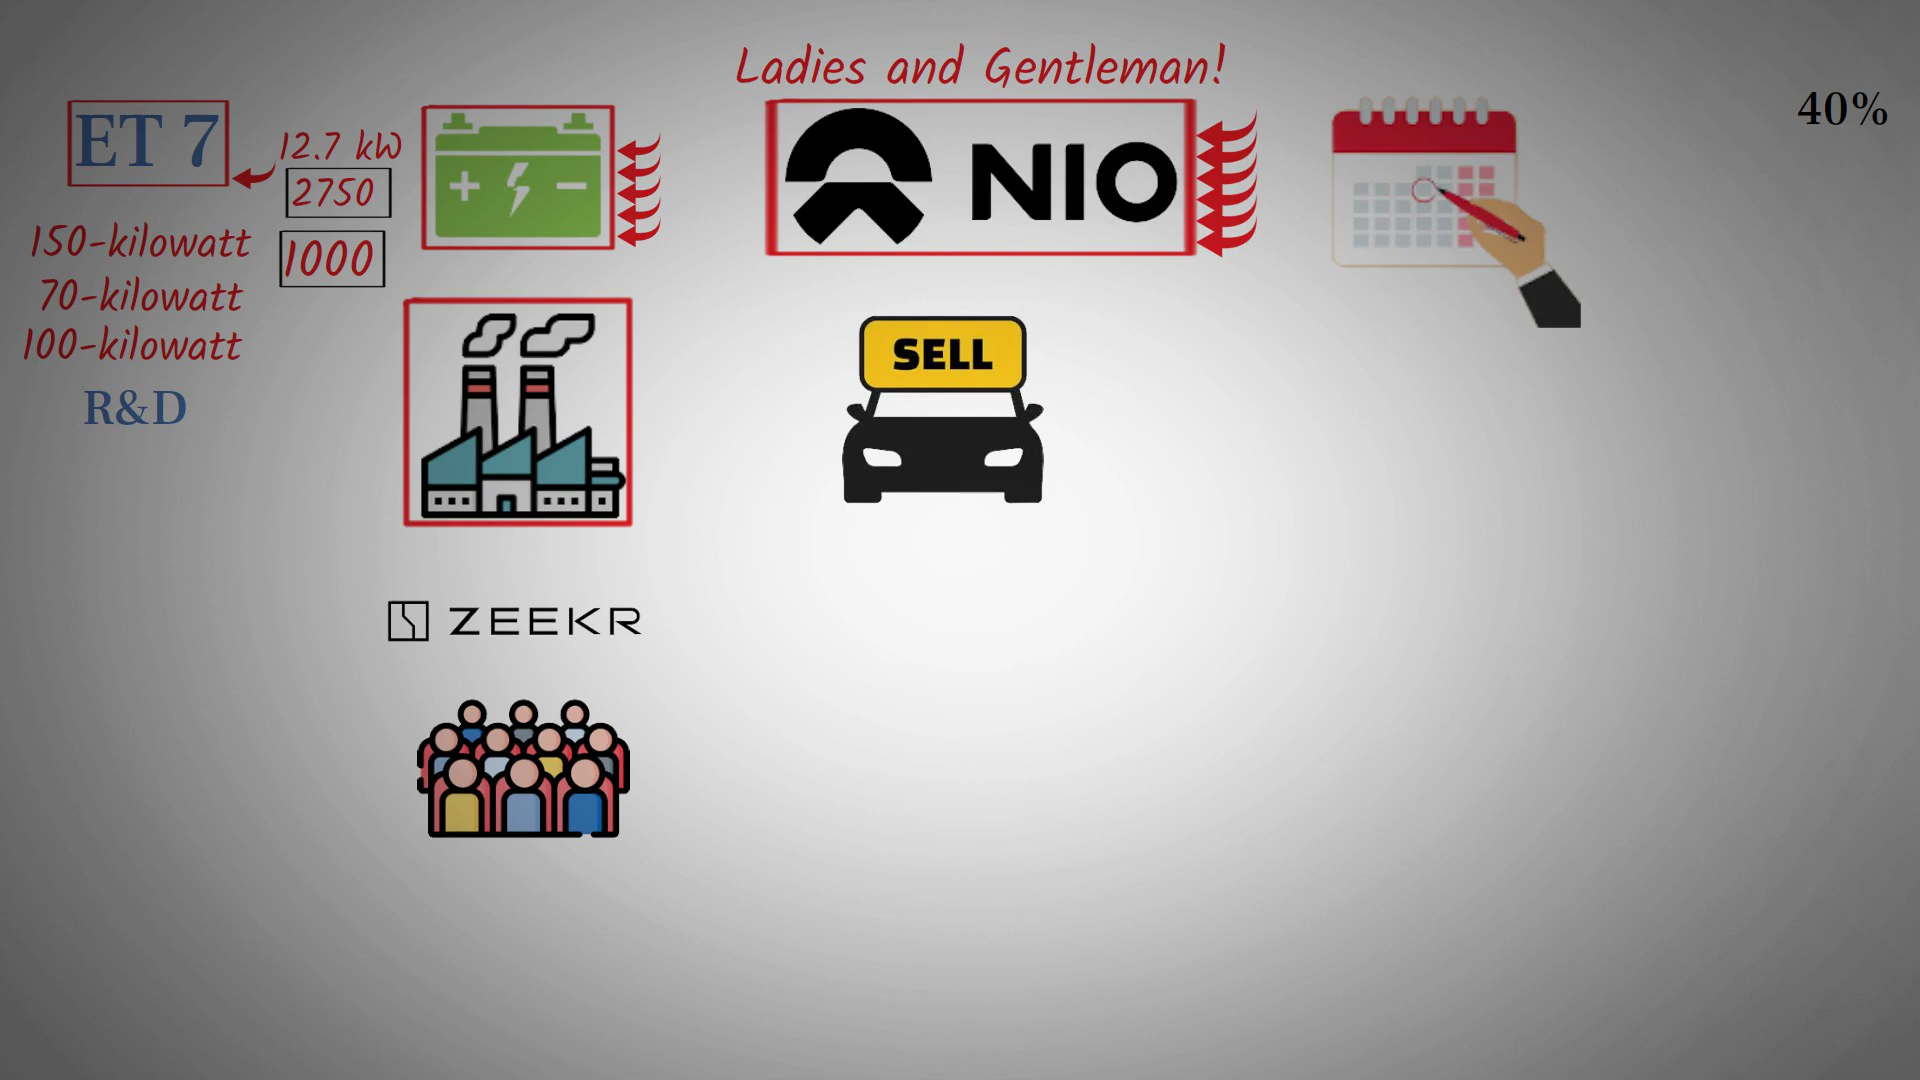 Ladies and Gentleman!
ET 7
12.7 kW
2750
1000
150-kilowatt
70-kilowatt
100-kilowatt
R&D
NIO
40%
SELL
ZEEKR